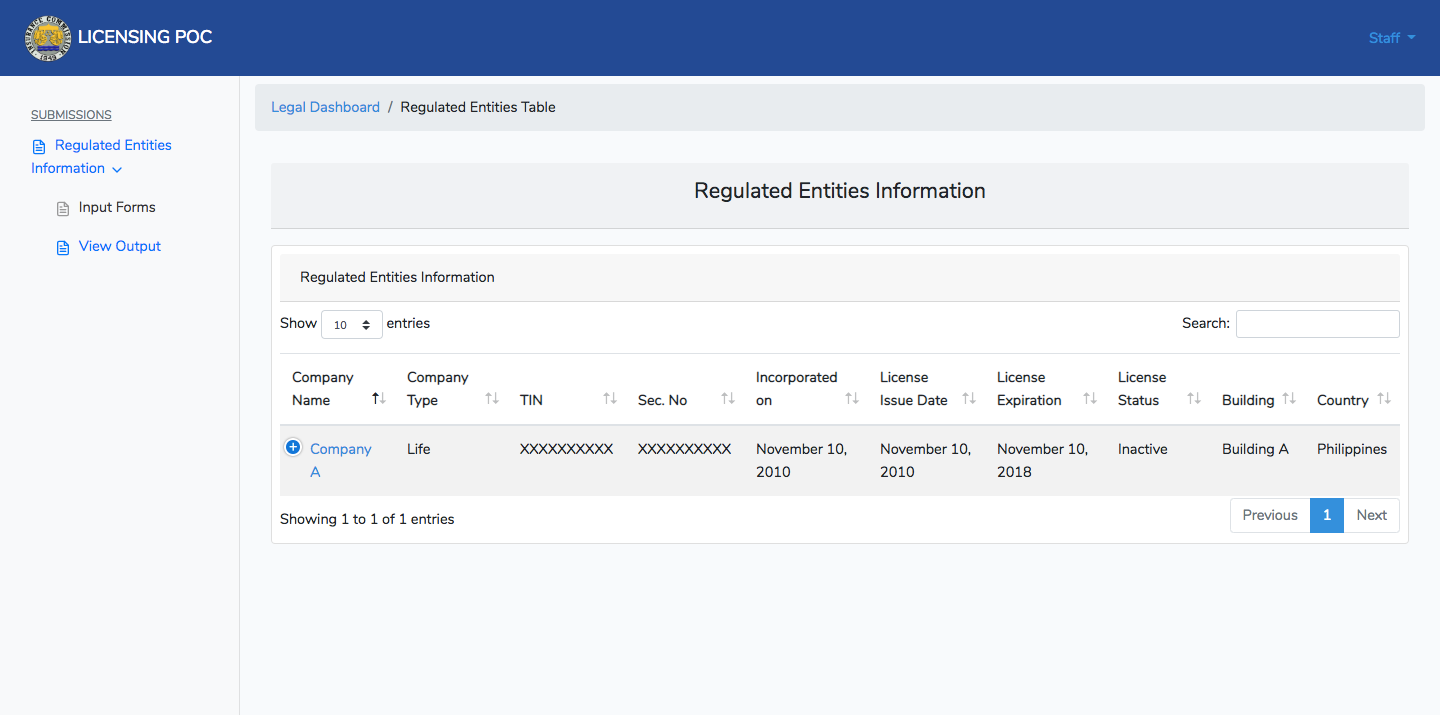 INSURANCE COMMISSION
1949
LICENSING POC
Staff
SUBMISSIONS
Regulated Entities
Information
Input Forms
View Output
Legal Dashboard / Regulated Entities Table
Regulated Entities Information
Regulated Entities Information
Show 10 entries
Search:
Company Name
Company Type
TIN
Sec. No
Incorporated on
License Issue Date
License Expiration
License Status
Building
Country
Company A
Life
XXXXXXXXXX
XXXXXXXXXX
November 10, 2010
November 10, 2010
November 10, 2018
Inactive
Building A
Philippines
Showing 1 to 1 of 1 entries
Previous 1 Next